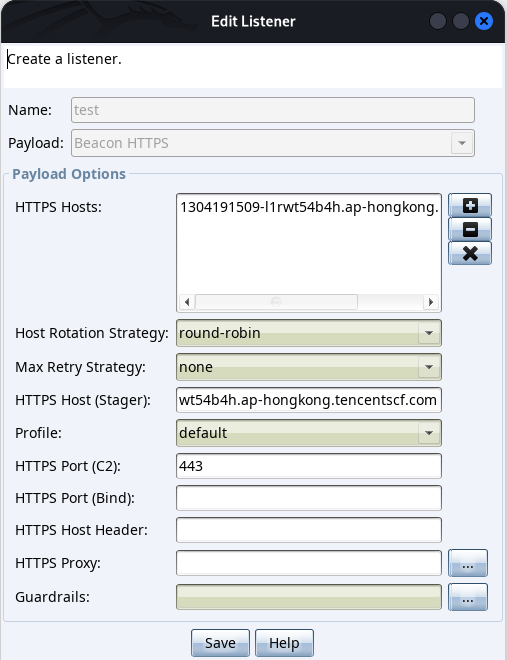 Edit Listener
Create a listener.
Name: test
Payload: Beacon HTTPS
Payload Options
HTTPS Hosts: 1304191509-l1rwt54b4h.ap-hongkong.
Host Rotation Strategy: round-robin
Max Retry Strategy: none
HTTPS Host (Stager): wt54b4h.ap-hongkong.tencentscf.com
Profile: default
HTTPS Port (C2): 443
HTTPS Port (Bind):
HTTPS Host Header:
HTTPS Proxy: ...
Guardrails: ...
Save Help